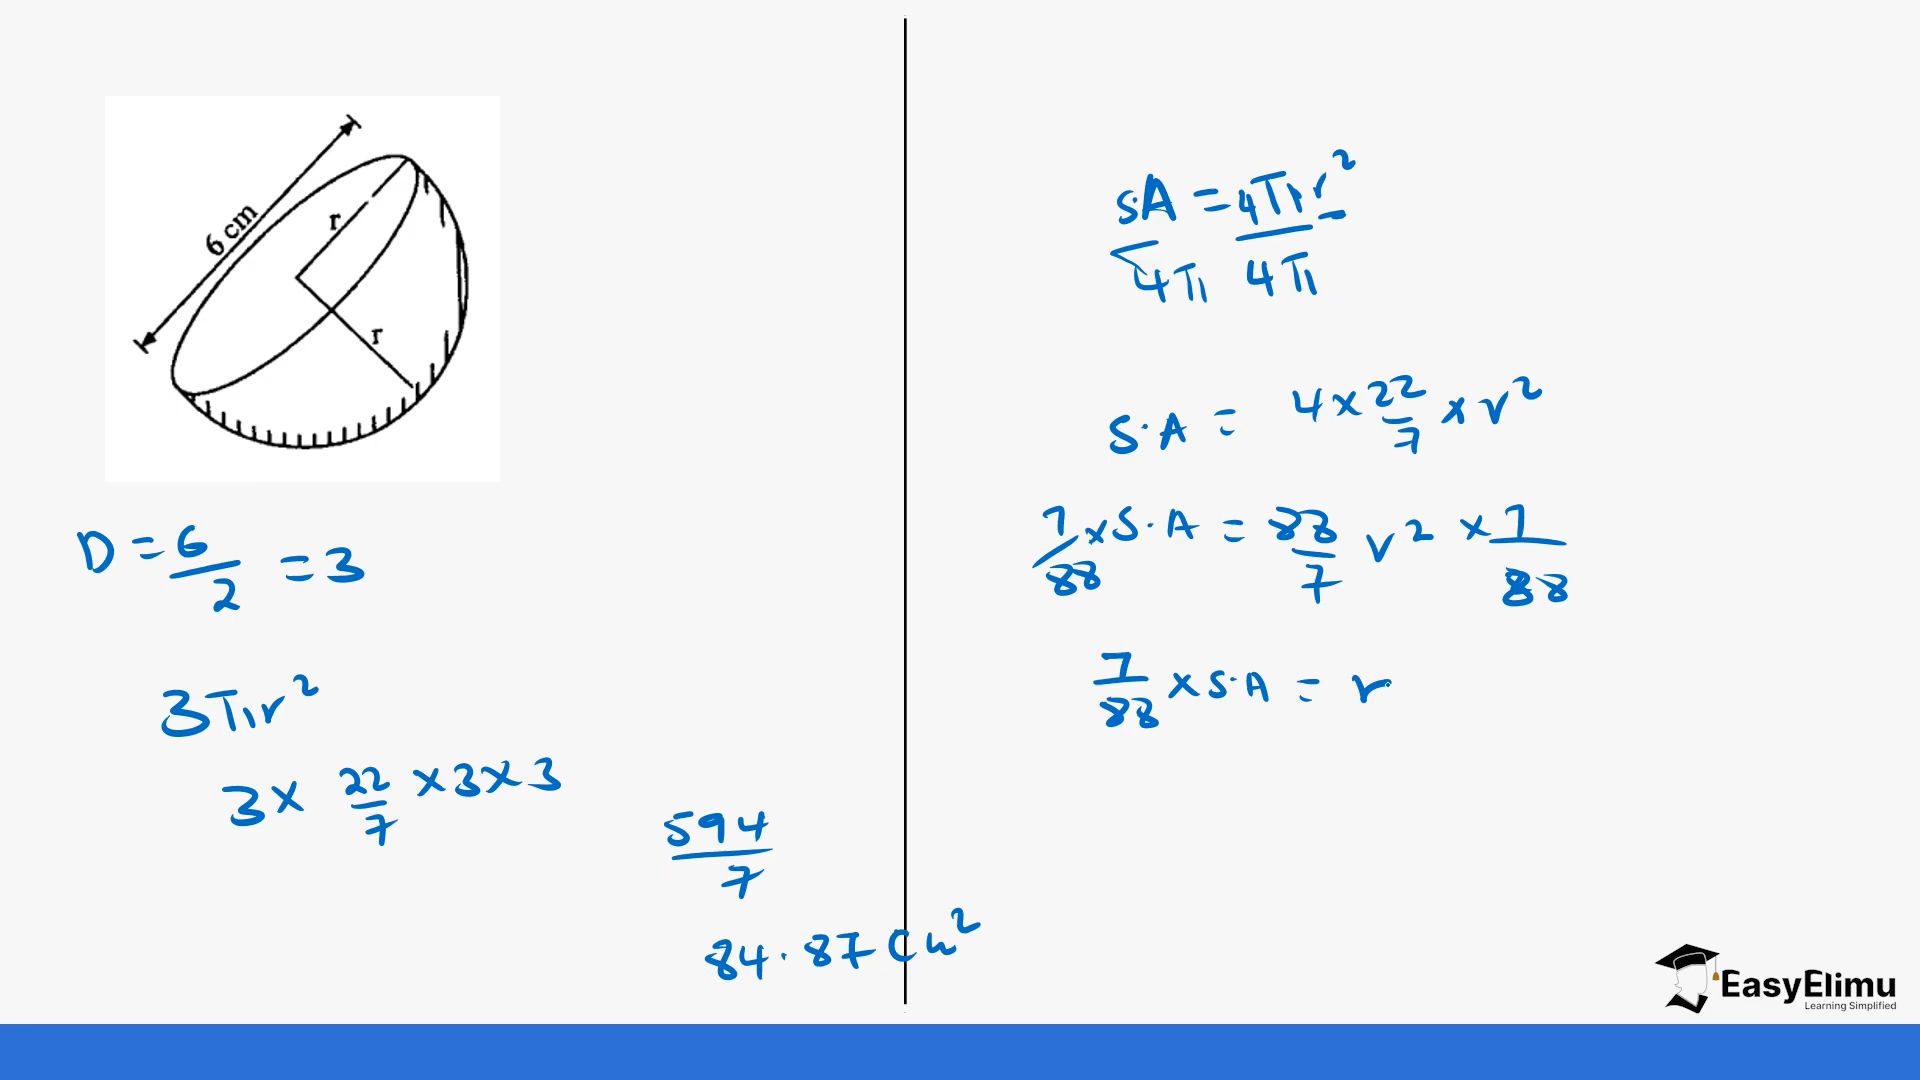 6 cm
r
r
D = 6/2 = 3
3πr²
3 × 22/7 × 3 × 3
594/7
84.87 cm²
S.A = 4πr²
4π 4π
S.A = 4 × 22/7 × r²
7/88 × S.A = 88/7 r² × 7/88
7/88 × S.A = r
EasyElimu
Learning Simplified